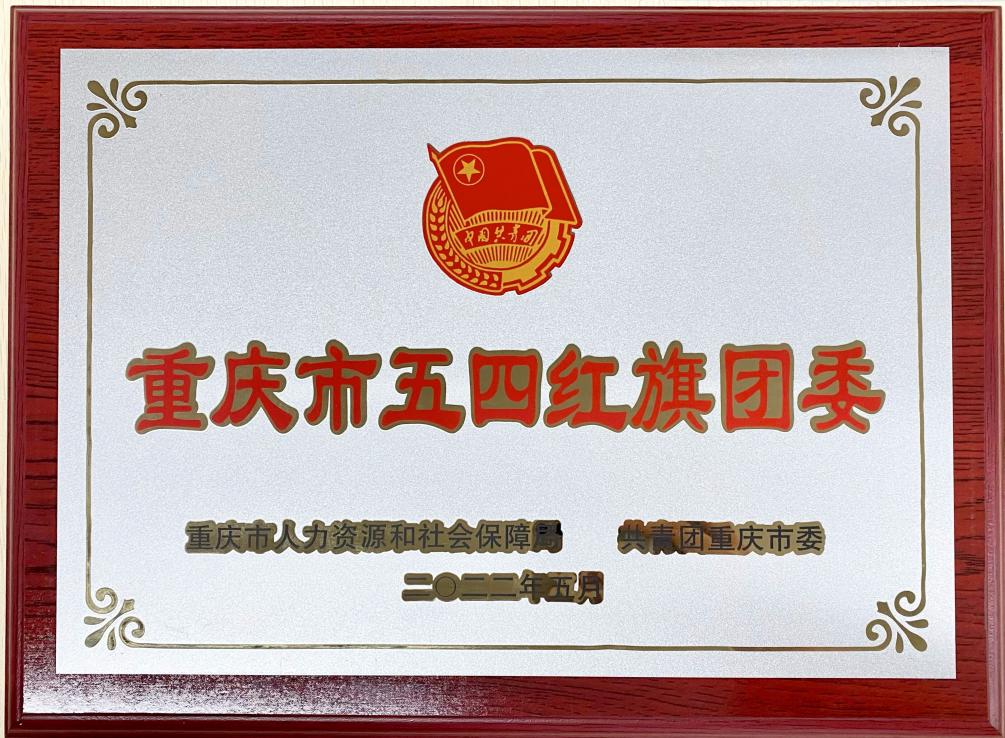 中国共青团
重庆市五四红旗团委
重庆市人力资源和社会保障局 共青团重庆市委
二〇二二年五月